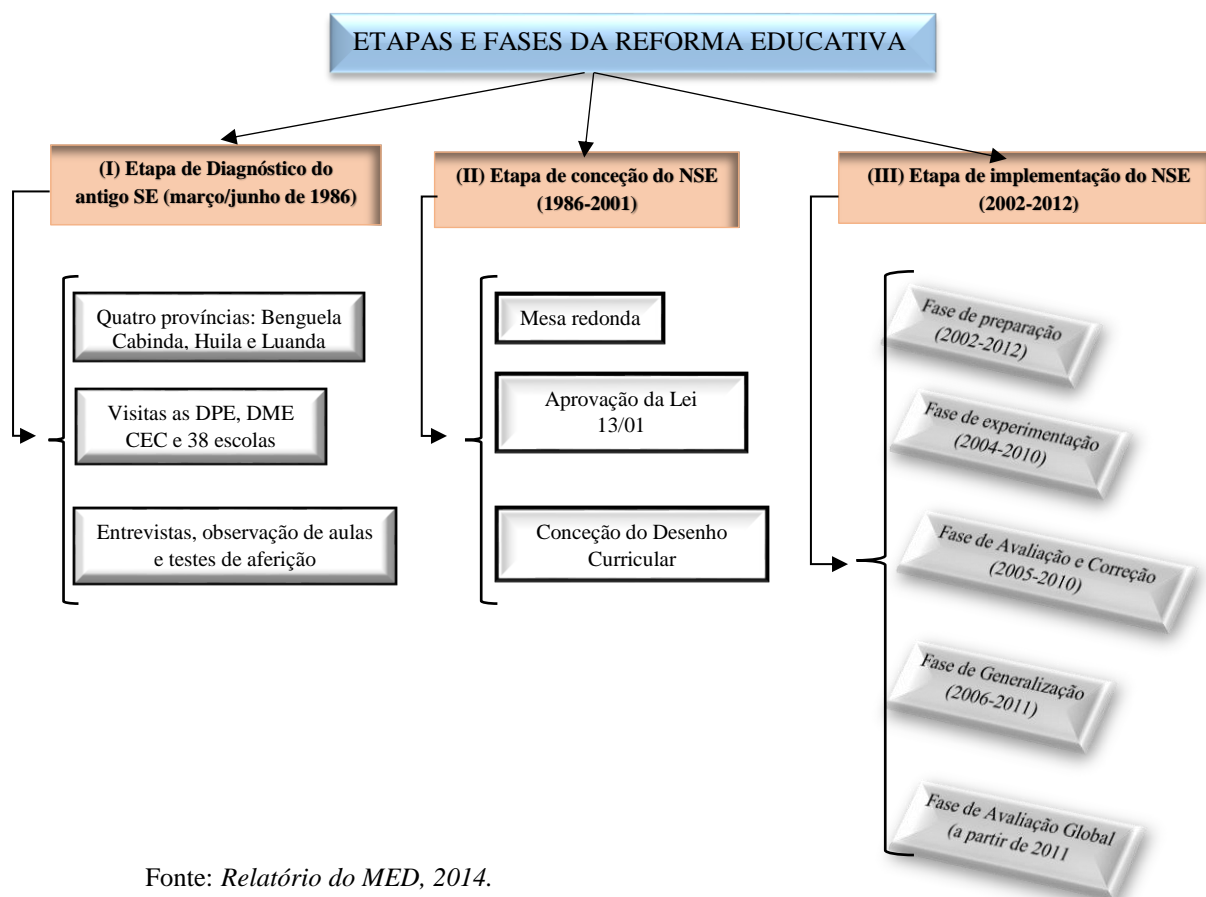 ETAPAS E FASES DA REFORMA EDUCATIVA
(I) Etapa de Diagnóstico do
antigo SE (março/junho de 1986)
Quatro províncias: Benguela
Cabinda, Huila e Luanda
Visitas as DPE, DME
CEC e 38 escolas
Entrevistas, observação de aulas
e testes de aferição
(II) Etapa de conceção do NSE
(1986-2001)
Mesa redonda
Aprovação da Lei
13/01
Conceção do Desenho
Curricular
(III) Etapa de implementação do NSE
(2002-2012)
Fase de preparação
(2002-2012)
Fase de experimentação
(2004-2010)
Fase de Avaliação e Correção
(2005-2010)
Fase de Generalização
(2006-2011)
Fase de Avaliação Global
(a partir de 2011
Fonte: Relatório do MED, 2014.